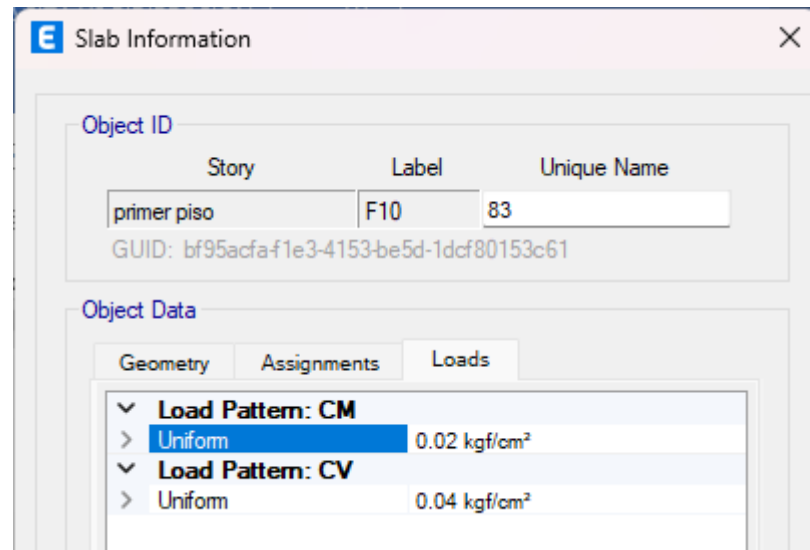 E Slab Information
Object ID
Story Label Unique Name
primer piso F10 83
GUID: bf95acfa-f1e3-4153-be5d-1dcf80153c61
Object Data
Geometry Assignments Loads
Load Pattern: CM
Uniform 0.02 kgf/cm²
Load Pattern: CV
Uniform 0.04 kgf/cm²